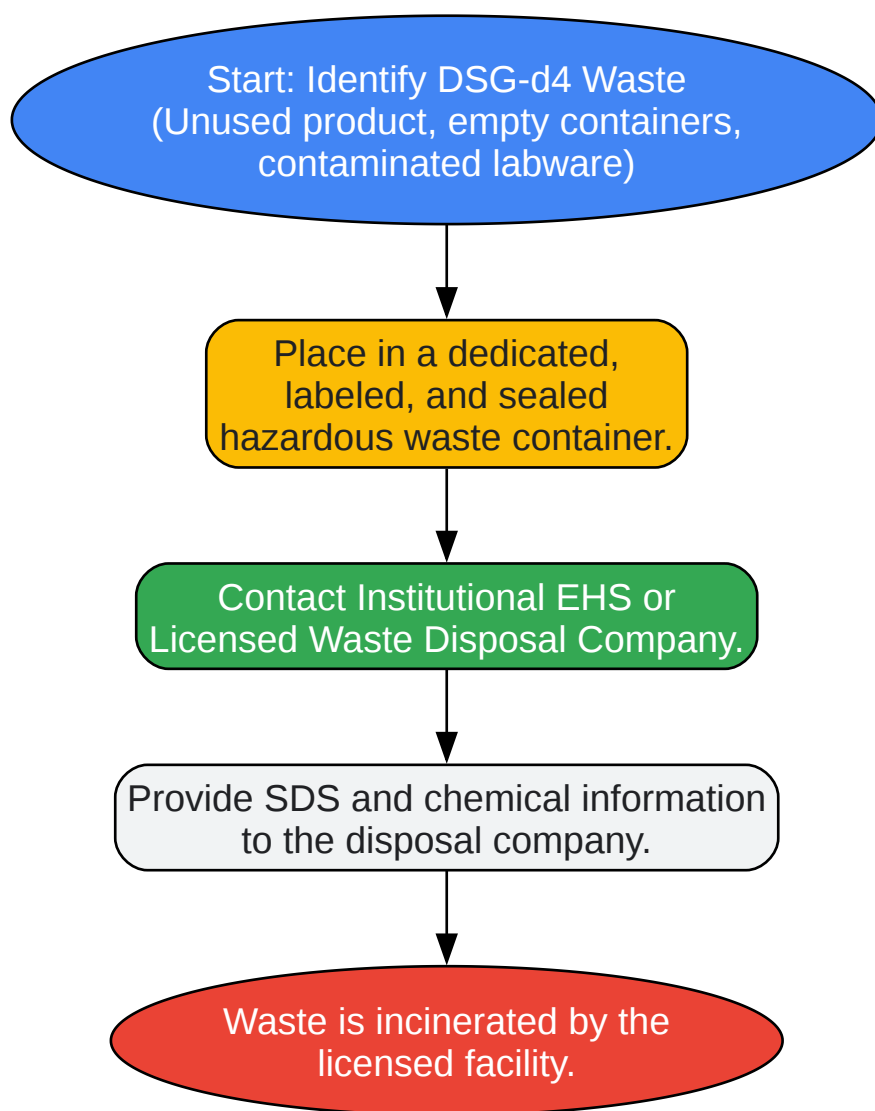 Start: Identify DSG-d4 Waste
(Unused product, empty containers,
contaminated labware)
Place in a dedicated,
labeled, and sealed
hazardous waste container.
Contact Institutional EHS or
Licensed Waste Disposal Company.
Provide SDS and chemical information
to the disposal company.
Waste is incinerated by the
licensed facility.